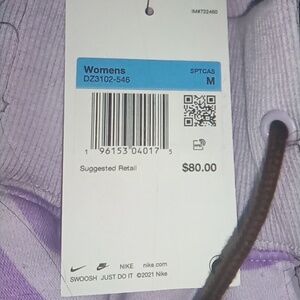 IM#722460
Womens SPTCAS
DZ3102-546 M
1 96153 04017 5
Suggested Retail $80.00
NIKE nike.com
SWOOSH JUST DO IT ©2021 Nike